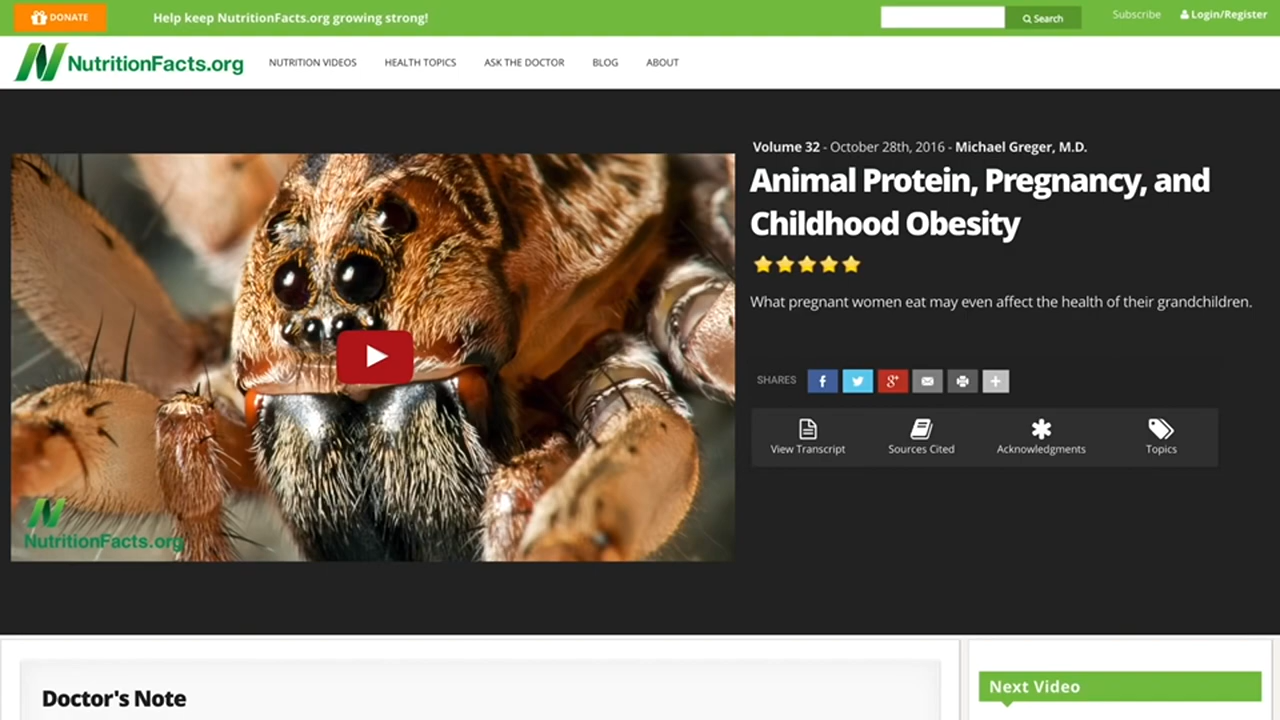 DONATE
Help keep NutritionFacts.org growing strong!
Search
Subscribe
Login/Register
NutritionFacts.org
NUTRITION VIDEOS
HEALTH TOPICS
ASK THE DOCTOR
BLOG
ABOUT
Volume 32 - October 28th, 2016 - Michael Greger, M.D.
Animal Protein, Pregnancy, and
Childhood Obesity
What pregnant women eat may even affect the health of their grandchildren.
SHARES
View Transcript
Sources Cited
Acknowledgments
Topics
NutritionFacts.org
Doctor's Note
Next Video